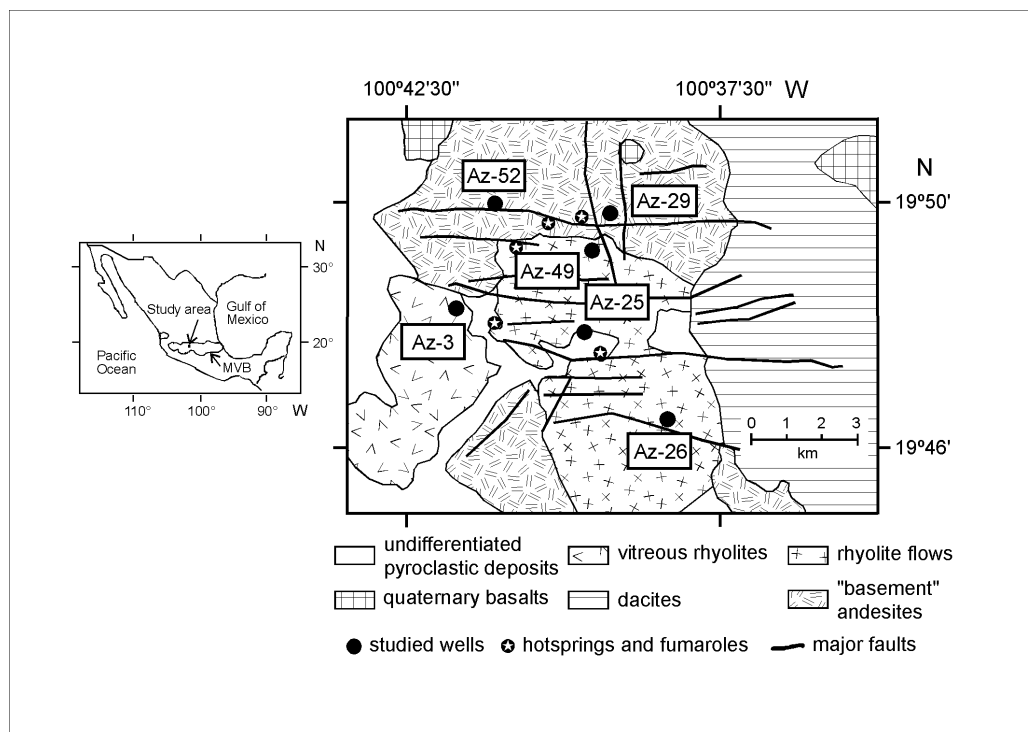 100º42'30"
100º37'30" W
N
19º50'
19º46'
Az-52
Az-29
Az-49
Az-25
Az-3
Az-26
0 1 2 3
km
N
30°
20°
Study area
Gulf of
Mexico
Pacific
Ocean
MVB
110° 100° 90° W
undifferentiated
pyroclastic deposits
vitreous rhyolites
rhyolite flows
quaternary basalts
dacites
"basement"
andesites
studied wells
hotsprings and fumaroles
major faults